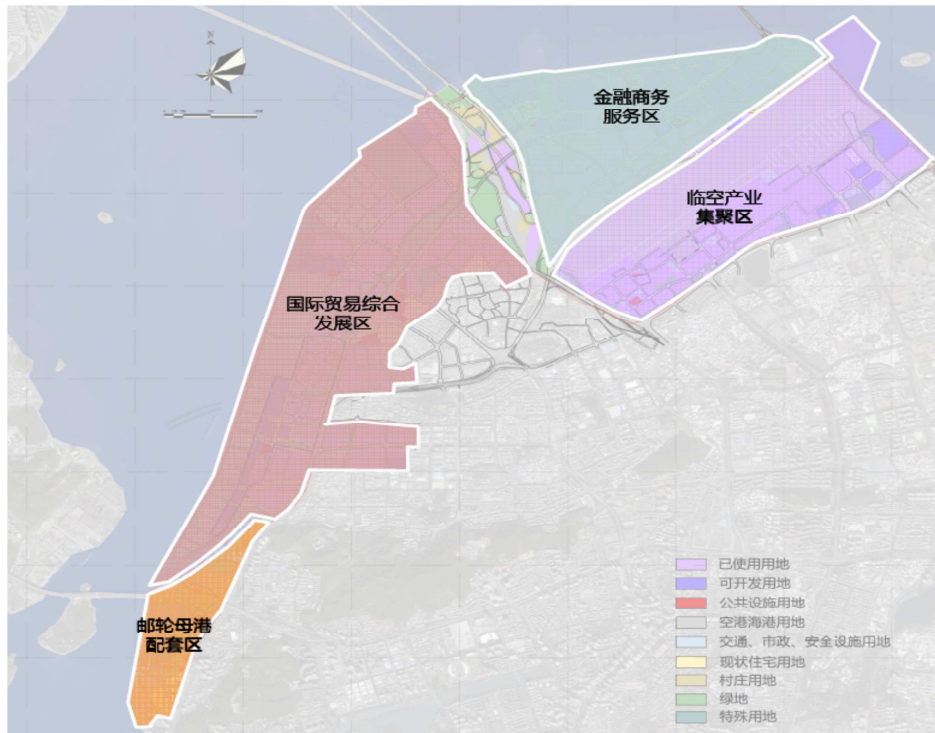 N
金融商务
服务区
临空产业
集聚区
国际贸易综合
发展区
邮轮母港
配套区
已使用用地
可开发用地
公共设施用地
空港海港用地
交通、市政、安全设施用地
现状住宅用地
村庄用地
绿地
特殊用地